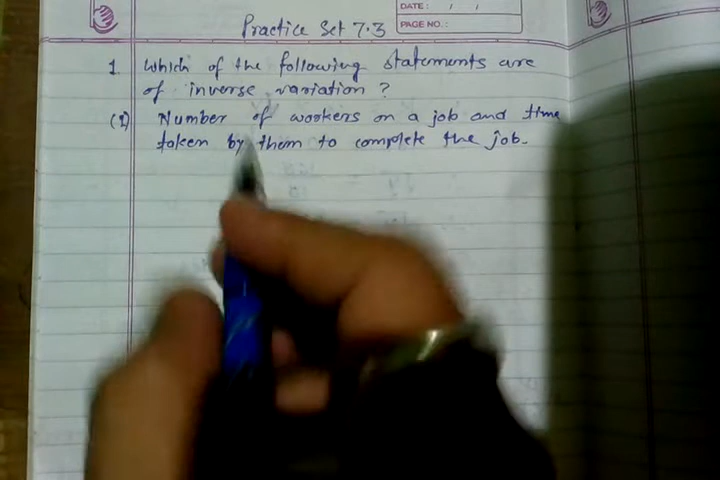 DATE: / /
PAGE NO.:
Practice Set 7.3
1. Which of the following statements are
of inverse variation ?
(1) Number of workers on a job and time
taken by them to complete the job.